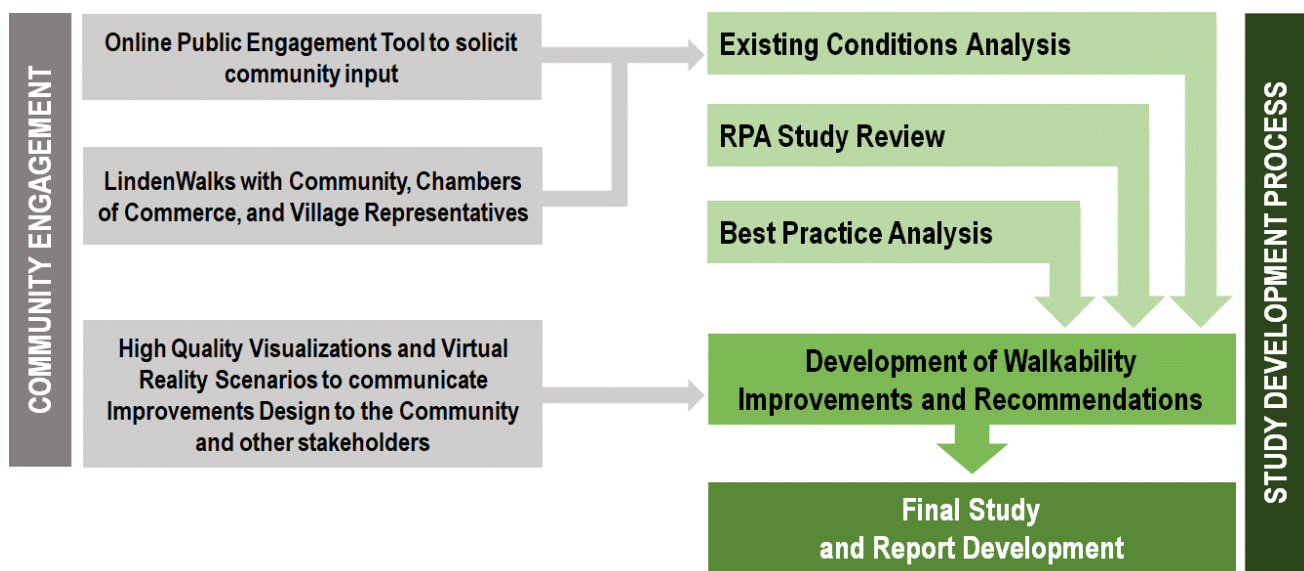 COMMUNITY ENGAGEMENT
Online Public Engagement Tool to solicit
community input
LindenWalks with Community, Chambers
of Commerce, and Village Representatives
High Quality Visualizations and Virtual
Reality Scenarios to communicate
Improvements Design to the Community
and other stakeholders
Existing Conditions Analysis
RPA Study Review
Best Practice Analysis
Development of Walkability
Improvements and Recommendations
Final Study
and Report Development
STUDY DEVELOPMENT PROCESS